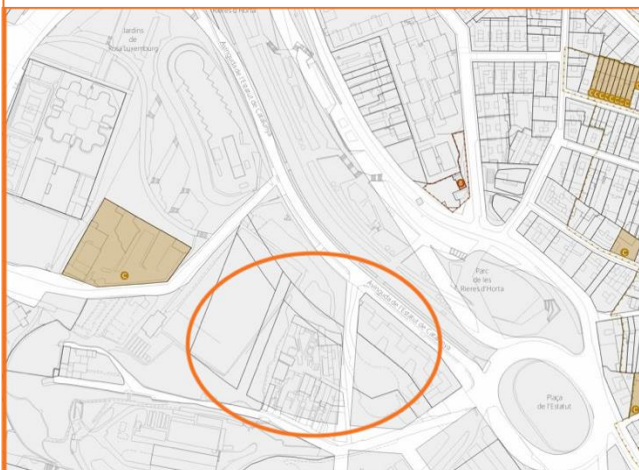 Jardins
de
Rosa Luxemburg
Avinguda de l'Estatut de Catalunya
Parc
de les
Rieres d'Horta
Avinguda de l'Estatut de Catalunya
Plaça
de l'Estatut
C
C
C